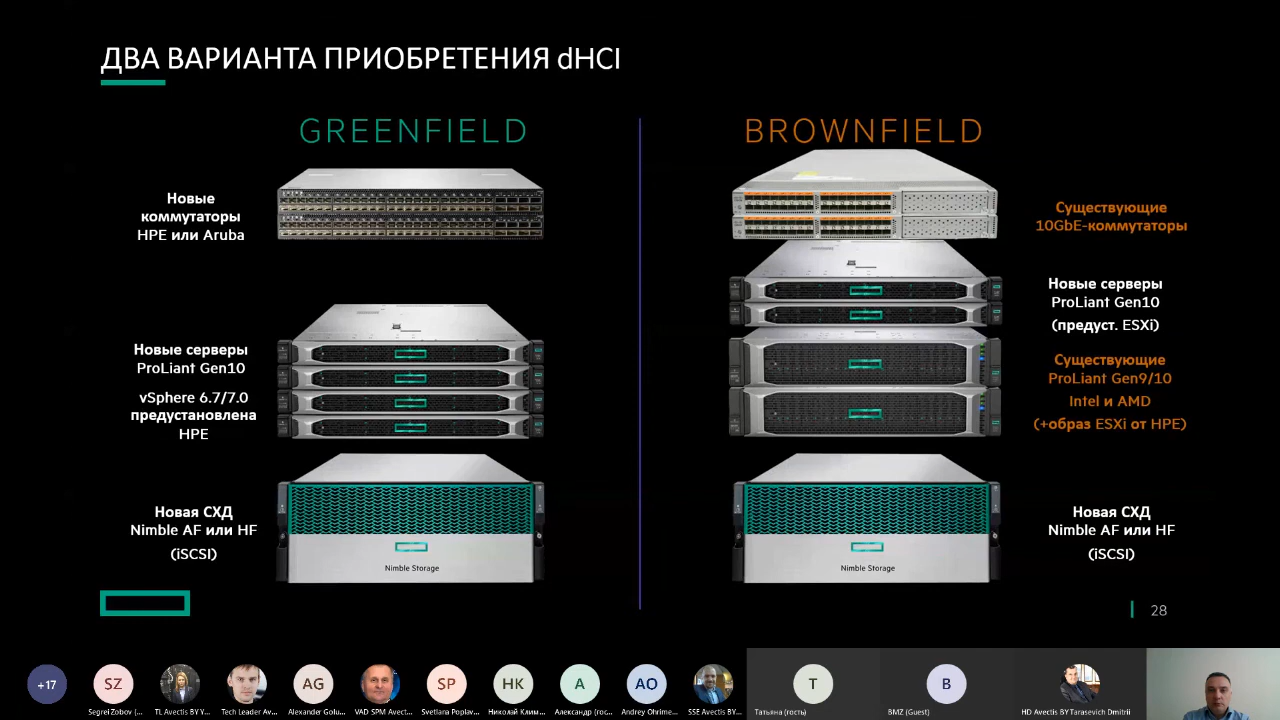 ДВА ВАРИАНТА ПРИОБРЕТЕНИЯ dHCI
GREENFIELD
Новые
коммутаторы
HPE или Aruba
Новые серверы
ProLiant Gen10
vSphere 6.7/7.0
предустановлена
HPE
Новая СХД
Nimble AF или HF
(iSCSI)
Nimble Storage
BROWNFIELD
Существующие
10GbE-коммутаторы
Новые серверы
ProLiant Gen10
(предуст. ESXi)
Существующие
ProLiant Gen9/10
Intel и AMD
(+образ ESXi от HPE)
Новая СХД
Nimble AF или HF
(iSCSI)
Nimble Storage
28
+17
SZ
AG
SP
НК
А
AO
Т
B
Segrei Zobov (...
TL Avectis BY Y...
Tech Leader Av...
Alexander Golu...
VAD SPM Avect...
Svetlana Poplav...
Николай Клим...
Александр (гос...
Andrey Ohrime...
SSE Avectis BY...
Татьяна (гость)
BMZ (Guest)
HD Avectis BY Tarasevich Dmitrii